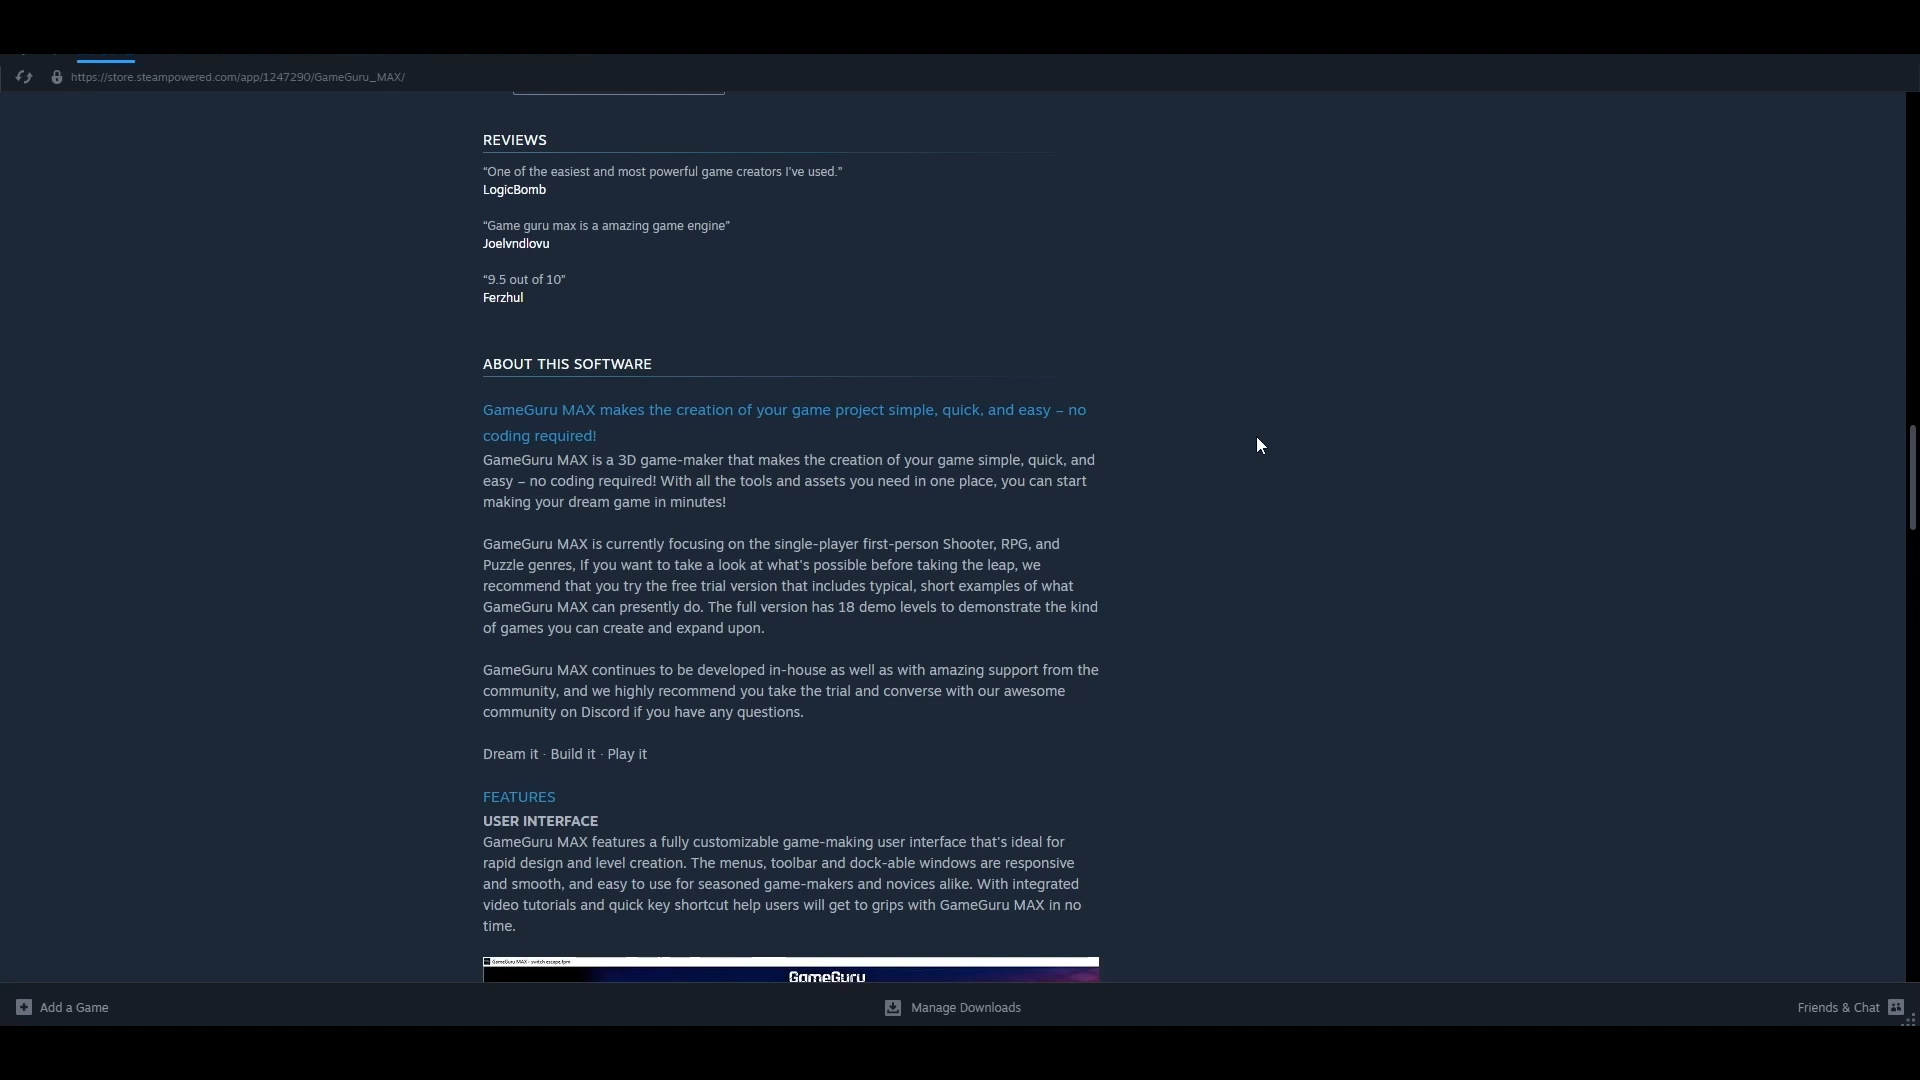 https://store.steampowered.com/app/1247290/GameGuru_MAX/
REVIEWS
“One of the easiest and most powerful game creators I've used.”
LogicBomb
“Game guru max is a amazing game engine”
Joelvndlovu
“9.5 out of 10”
Ferzhul
ABOUT THIS SOFTWARE
GameGuru MAX makes the creation of your game project simple, quick, and easy – no
coding required!
GameGuru MAX is a 3D game-maker that makes the creation of your game simple, quick, and
easy – no coding required! With all the tools and assets you need in one place, you can start
making your dream game in minutes!
GameGuru MAX is currently focusing on the single-player first-person Shooter, RPG, and
Puzzle genres, If you want to take a look at what's possible before taking the leap, we
recommend that you try the free trial version that includes typical, short examples of what
GameGuru MAX can presently do. The full version has 18 demo levels to demonstrate the kind
of games you can create and expand upon.
GameGuru MAX continues to be developed in-house as well as with amazing support from the
community, and we highly recommend you take the trial and converse with our awesome
community on Discord if you have any questions.
Dream it · Build it · Play it
FEATURES
USER INTERFACE
GameGuru MAX features a fully customizable game-making user interface that's ideal for
rapid design and level creation. The menus, toolbar and dock-able windows are responsive
and smooth, and easy to use for seasoned game-makers and novices alike. With integrated
video tutorials and quick key shortcut help users will get to grips with GameGuru MAX in no
time.
GameGuru MAX - switch escape.fpm
GameGuru
Add a Game
Manage Downloads
Friends & Chat